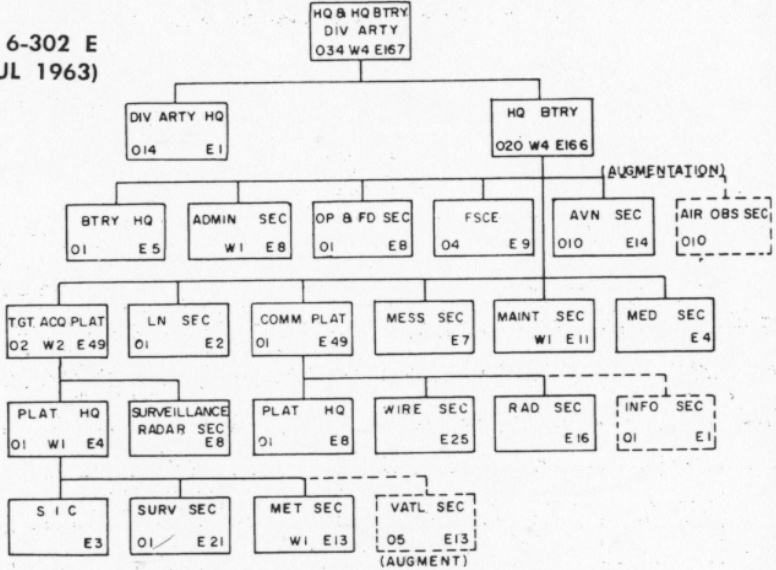 6-302 E
UL 1963)
HQ & HQ BTRY
DIV ARTY
O34 W4 E167
DIV ARTY HQ
O14 E1
HQ BTRY
O20 W4 E166
(AUGMENTATION)
BTRY HQ
O1 E5
ADMIN SEC
W1 E8
OP & FD SEC
O1 E8
FSCE
O4 E9
AVN SEC
O10 E14
AIR OBS SEC
O10
TGT. ACQ PLAT
O2 W2 E49
LN SEC
O1 E2
COMM PLAT
O1 E49
MESS SEC
E7
MAINT SEC
W1 E11
MED SEC
E4
PLAT HQ
O1 W1 E4
SURVEILLANCE
RADAR SEC
E8
PLAT HQ
O1 E8
WIRE SEC
E25
RAD SEC
E16
INFO SEC
O1 E1
S I C
E3
SURV SEC
O1 E21
MET SEC
W1 E13
VATL SEC
O5 E13
(AUGMENT)